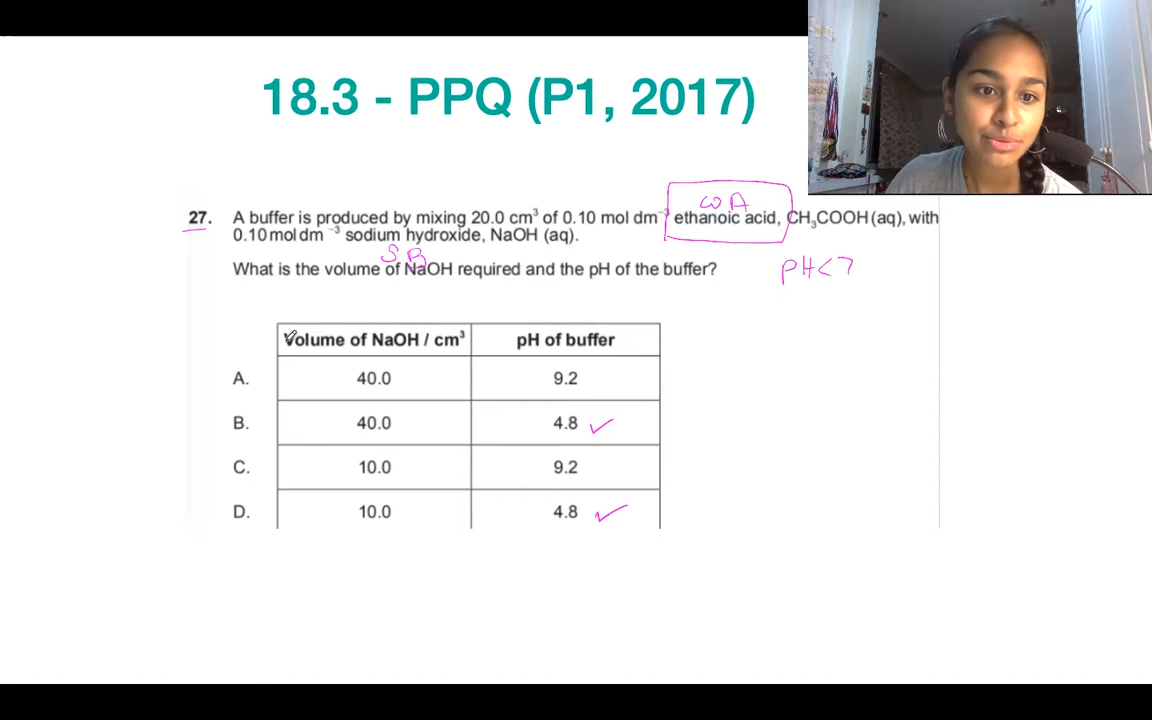 18.3 - PPQ (P1, 2017)
W A
27. A buffer is produced by mixing 20.0 cm³ of 0.10 mol dm⁻³ ethanoic acid, CH₃COOH (aq), with
0.10 mol dm⁻³ sodium hydroxide, NaOH (aq).
S B
What is the volume of NaOH required and the pH of the buffer?
pH<7
Volume of NaOH / cm³ pH of buffer
A. 40.0 9.2
B. 40.0 4.8 ✓
C. 10.0 9.2
D. 10.0 4.8 ✓